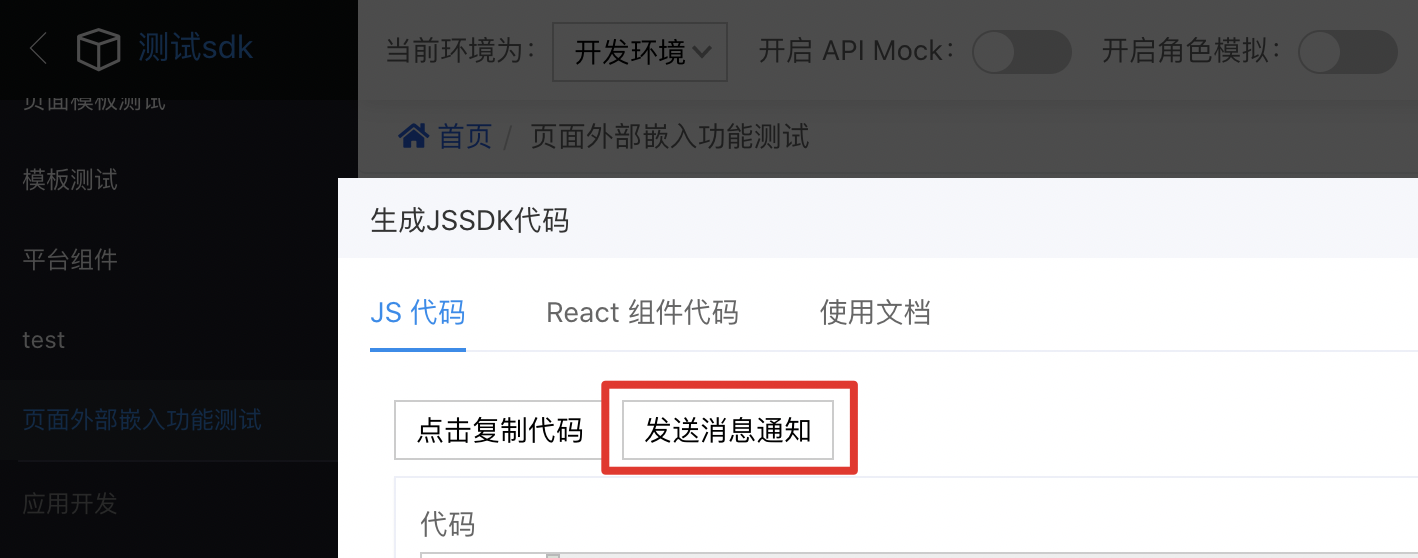 测试sdk
当前环境为：
开发环境
开启 API Mock：
开启角色模拟：
页面模板测试
首页 / 页面外部嵌入功能测试
模板测试
生成JSSDK代码
平台组件
JS 代码
React 组件代码
使用文档
test
页面外部嵌入功能测试
点击复制代码
发送消息通知
应用开发
代码